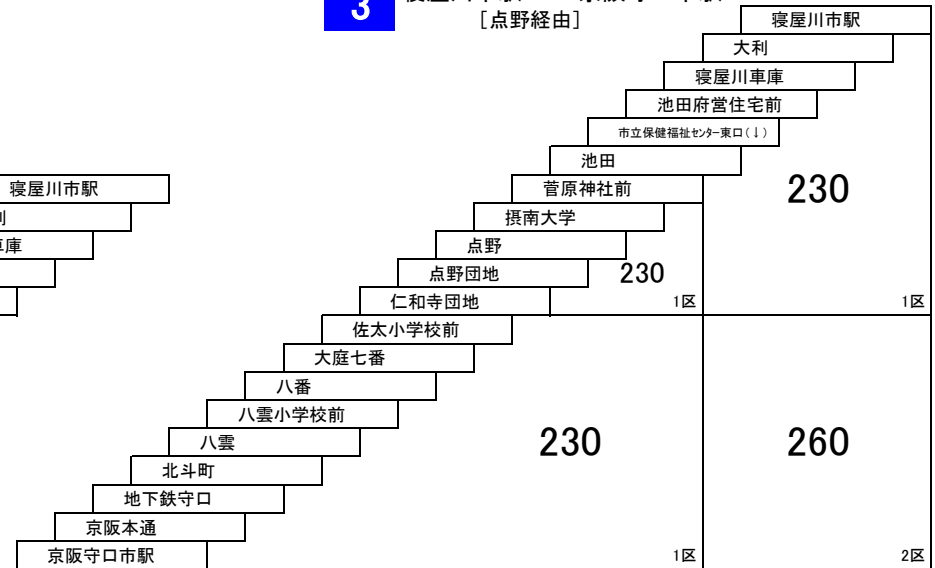 3
[点野経由]
寝屋川市駅
大利
寝屋川車庫
池田府営住宅前
市立保健福祉センター東口(↓)
池田
菅原神社前
摂南大学
点野
点野団地
仁和寺団地
佐太小学校前
大庭七番
八番
八雲小学校前
八雲
北斗町
地下鉄守口
京阪本通
京阪守口市駅
230
1区
230
1区
230
1区
260
2区
寝屋川市駅